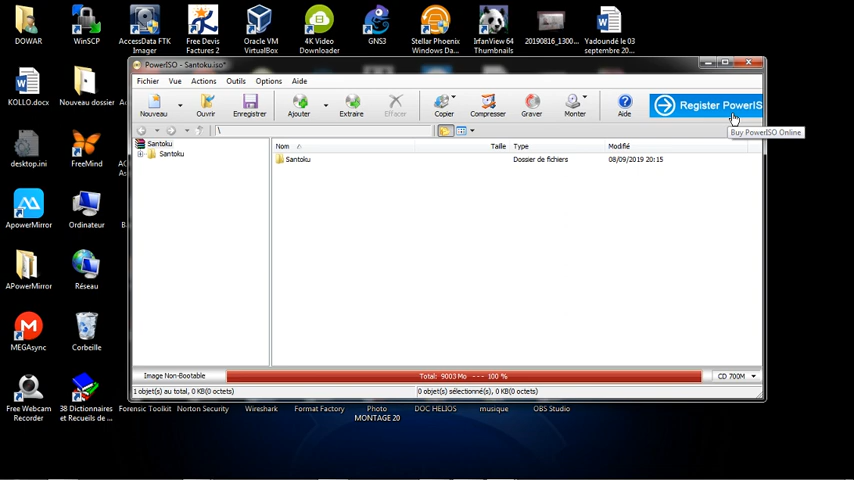 DOWAR
WinSCP
AccessData FTK Imager
Free Devis Factures 2
Oracle VM VirtualBox
4K Video Downloader
GNS3
Stellar Phoenix Windows Da...
IrfanView 64 Thumbnails
20190816_1300...
Yadoundé le 03 septembre 20...
PowerISO - Santoku.iso*
Fichier Vue Actions Outils Options Aide
KOLLO.docx
Nouveau dossier
Nouveau Ouvrir Enregistrer Ajouter Extraire Effacer Copier Compresser Graver Monter Aide
Register PowerIS
Buy PowerISO Online
\
Santoku
Santoku
Nom Taille Type Modifié
Santoku Dossier de fichiers 08/09/2019 20:15
desktop.ini
FreeMind
ApowerMirror
Ordinateur
APowerMirror
Réseau
MEGAsync
Corbeille
Image Non-Bootable
Total: 9003 Mo --- 100 %
CD 700M
1 objet(s) au total, 0 KB(0 octets)
0 objet(s) sélectionné(s), 0 KB(0 octets)
Free Webcam Recorder
38 Dictionnaires et Recueils de ...
Forensic Toolkit
Norton Security
Wireshark
Format Factory
Photo MONTAGE 20
DOC HELIOS
musique
OBS Studio